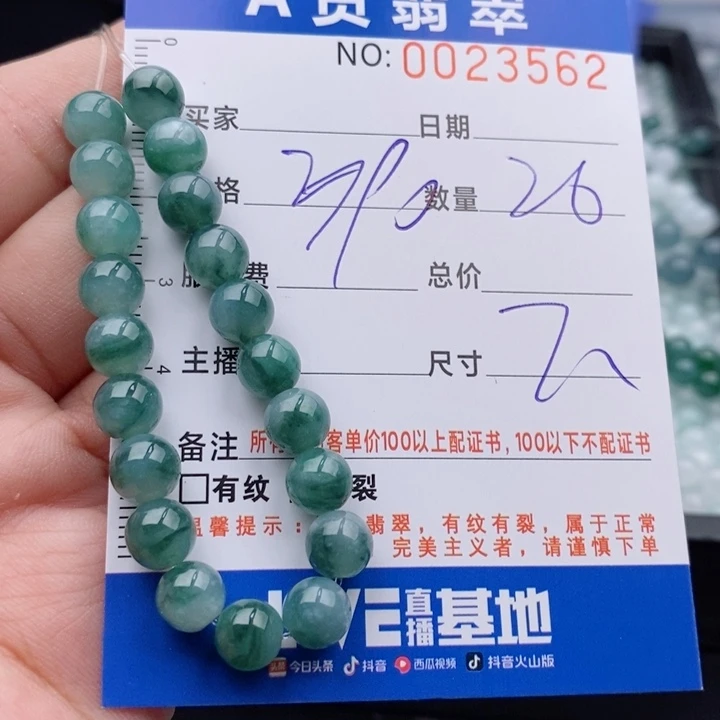 A货翡翠
NO: 0023562
买家 日期
格 数量 26
费 总价
主播 尺寸
备注 所有 客单价100以上配证书,100以下不配证书
□有纹 裂
温馨提示: 翡翠,有纹有裂,属于正常
完美主义者,请谨慎下单
直播基地
今日头条 抖音 西瓜视频 抖音火山版
0
3
4